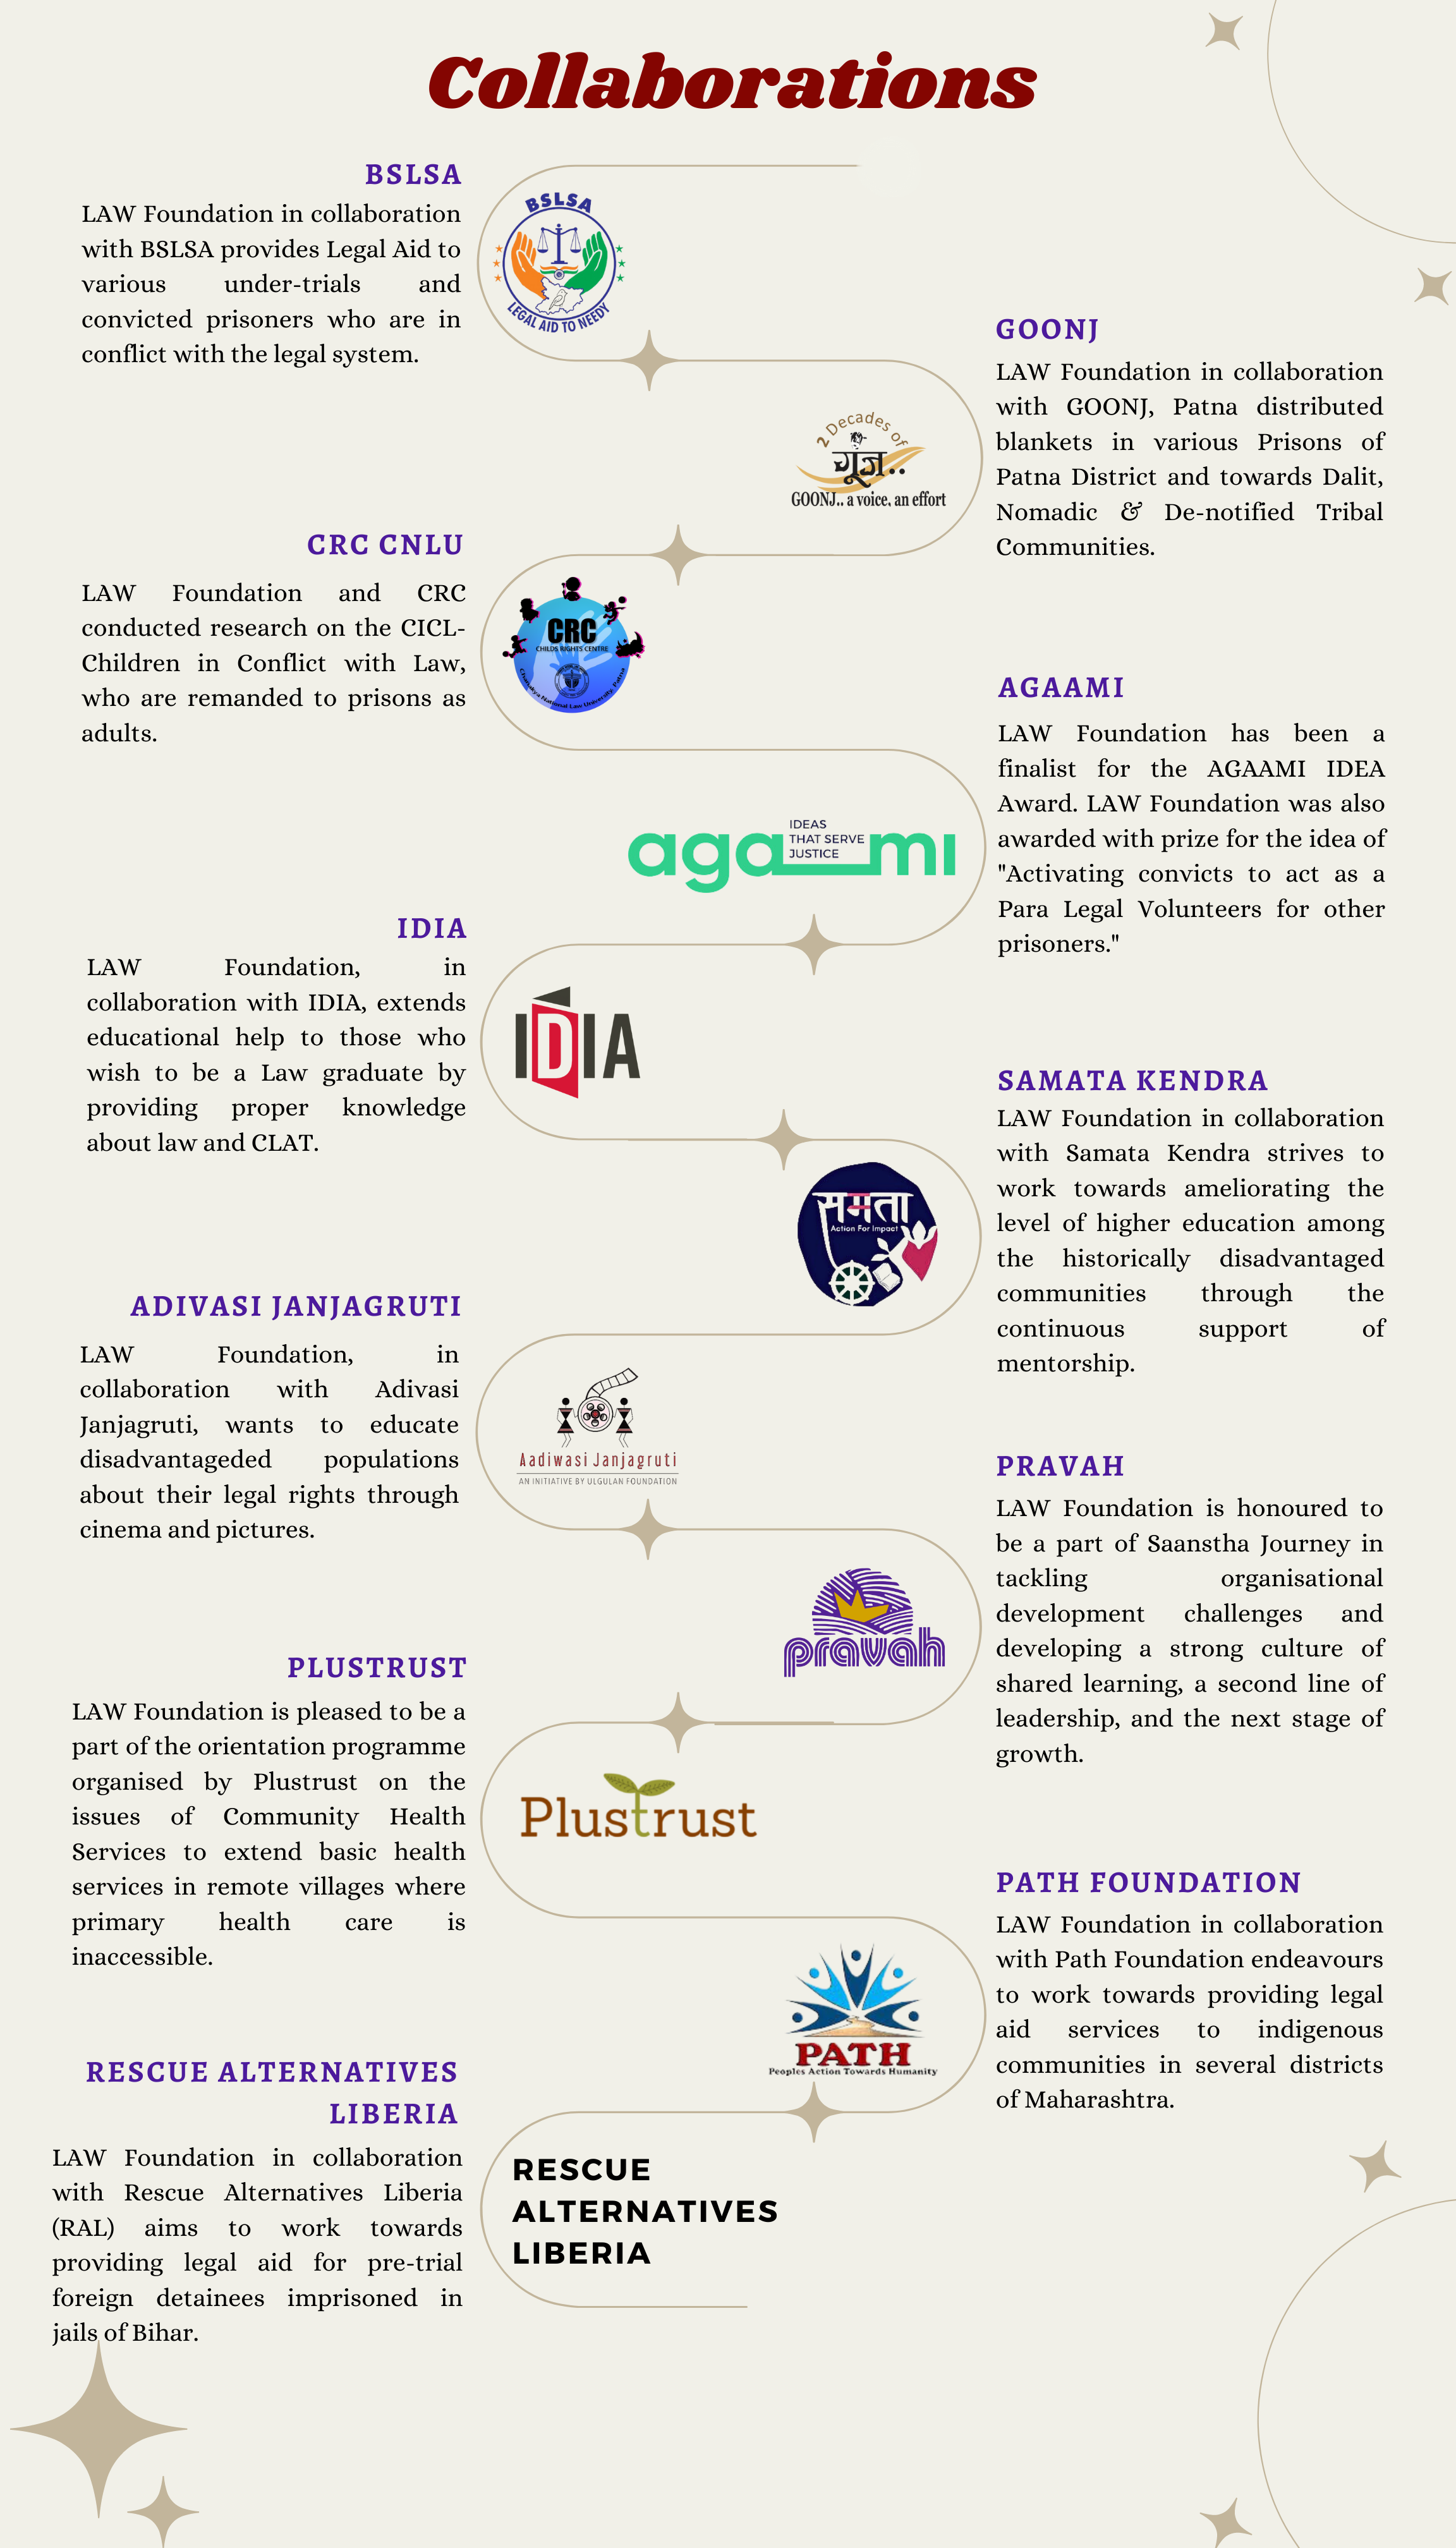 Collaborations
BSLSA
LAW Foundation in collaboration
with BSLSA provides Legal Aid to
various under-trials and
convicted prisoners who are in
conflict with the legal system.
BSLSA
LEGAL AID TO NEEDY
GOONJ
LAW Foundation in collaboration
with GOONJ, Patna distributed
blankets in various Prisons of
Patna District and towards Dalit,
Nomadic & De-notified Tribal
Communities.
2 Decades of
गूंज..
GOONJ.. a voice, an effort
CRC CNLU
LAW Foundation and CRC
conducted research on the CICL-
Children in Conflict with Law,
who are remanded to prisons as
adults.
CRC
CHILDS RIGHTS CENTRE
Chanakya National Law University, Patna
AGAAMI
LAW Foundation has been a
finalist for the AGAAMI IDEA
Award. LAW Foundation was also
awarded with prize for the idea of
"Activating convicts to act as a
Para Legal Volunteers for other
prisoners."
agami
IDEAS
THAT SERVE
JUSTICE
IDIA
LAW Foundation, in
collaboration with IDIA, extends
educational help to those who
wish to be a Law graduate by
providing proper knowledge
about law and CLAT.
IDIA
SAMATA KENDRA
LAW Foundation in collaboration
with Samata Kendra strives to
work towards ameliorating the
level of higher education among
the historically disadvantaged
communities through the
continuous support of
mentorship.
समता
Action For Impact
ADIVASI JANJAGRUTI
LAW Foundation, in
collaboration with Adivasi
Janjagruti, wants to educate
disadvantageded populations
about their legal rights through
cinema and pictures.
Aadiwasi Janjagruti
AN INITIATIVE BY ULGULAN FOUNDATION
PRAVAH
LAW Foundation is honoured to
be a part of Saanstha Journey in
tackling organisational
development challenges and
developing a strong culture of
shared learning, a second line of
leadership, and the next stage of
growth.
pravah
PLUSTRUST
LAW Foundation is pleased to be a
part of the orientation programme
organised by Plustrust on the
issues of Community Health
Services to extend basic health
services in remote villages where
primary health care is
inaccessible.
Plustrust
PATH FOUNDATION
LAW Foundation in collaboration
with Path Foundation endeavours
to work towards providing legal
aid services to indigenous
communities in several districts
of Maharashtra.
PATH
Peoples Action Towards Humanity
RESCUE ALTERNATIVES
LIBERIA
LAW Foundation in collaboration
with Rescue Alternatives Liberia
(RAL) aims to work towards
providing legal aid for pre-trial
foreign detainees imprisoned in
jails of Bihar.
RESCUE
ALTERNATIVES
LIBERIA